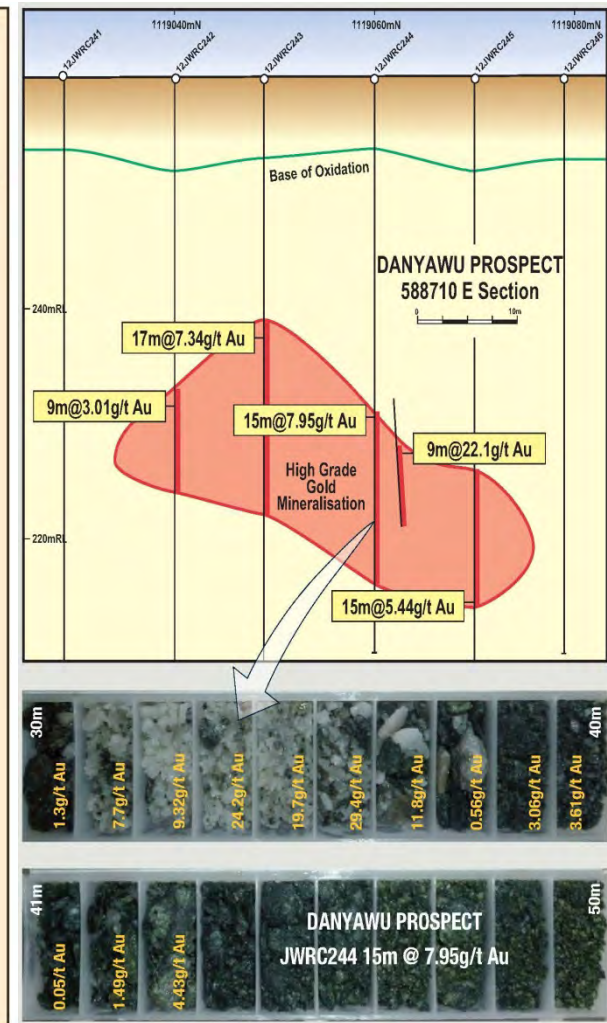 1119040mN
1119060mN
1119080mN
12JWRC241
12JWRC242
12JWRC243
12JWRC244
12JWRC245
12JWRC246
Base of Oxidation
DANYAWU PROSPECT
588710 E Section
0
10m
240mRL
17m@7.34g/t Au
9m@3.01g/t Au
15m@7.95g/t Au
9m@22.1g/t Au
High Grade
Gold
Mineralisation
220mRL
15m@5.44g/t Au
30m
40m
1.3g/t Au
7.7g/t Au
9.32g/t Au
24.2g/t Au
19.7g/t Au
29.4g/t Au
11.8g/t Au
0.56g/t Au
3.06g/t Au
3.61g/t Au
41m
50m
0.05/t Au
1.49g/t Au
4.43g/t Au
DANYAWU PROSPECT
JWRC244 15m @ 7.95g/t Au